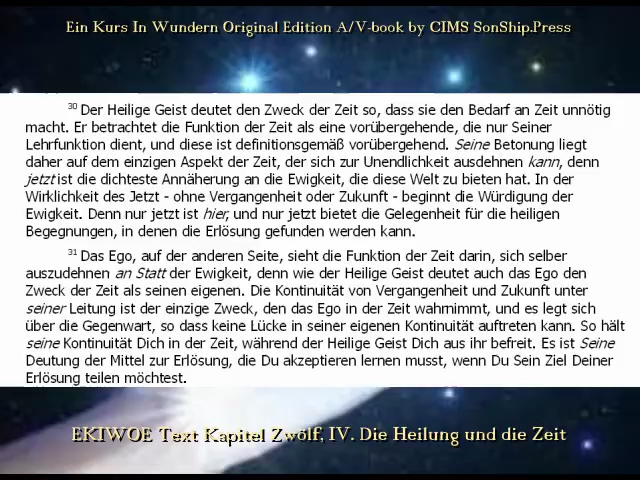 Ein Kurs In Wundern Original Edition A/V-book by CIMS SonShip.Press
30 Der Heilige Geist deutet den Zweck der Zeit so, dass sie den Bedarf an Zeit unnötig
macht. Er betrachtet die Funktion der Zeit als eine vorübergehende, die nur Seiner
Lehrfunktion dient, und diese ist definitionsgemäß vorübergehend. Seine Betonung liegt
daher auf dem einzigen Aspekt der Zeit, der sich zur Unendlichkeit ausdehnen kann, denn
jetzt ist die dichteste Annäherung an die Ewigkeit, die diese Welt zu bieten hat. In der
Wirklichkeit des Jetzt - ohne Vergangenheit oder Zukunft - beginnt die Würdigung der
Ewigkeit. Denn nur jetzt ist hier, und nur jetzt bietet die Gelegenheit für die heiligen
Begegnungen, in denen die Erlösung gefunden werden kann.
31 Das Ego, auf der anderen Seite, sieht die Funktion der Zeit darin, sich selber
auszudehnen an Statt der Ewigkeit, denn wie der Heilige Geist deutet auch das Ego den
Zweck der Zeit als seinen eigenen. Die Kontinuität von Vergangenheit und Zukunft unter
seiner Leitung ist der einzige Zweck, den das Ego in der Zeit wahrnimmt, und es legt sich
über die Gegenwart, so dass keine Lücke in seiner eigenen Kontinuität auftreten kann. So hält
seine Kontinuität Dich in der Zeit, während der Heilige Geist Dich aus ihr befreit. Es ist Seine
Deutung der Mittel zur Erlösung, die Du akzeptieren lernen musst, wenn Du Sein Ziel Deiner
Erlösung teilen möchtest.
EKIWOE Text Kapitel Zwölf, IV. Die Heilung und die Zeit